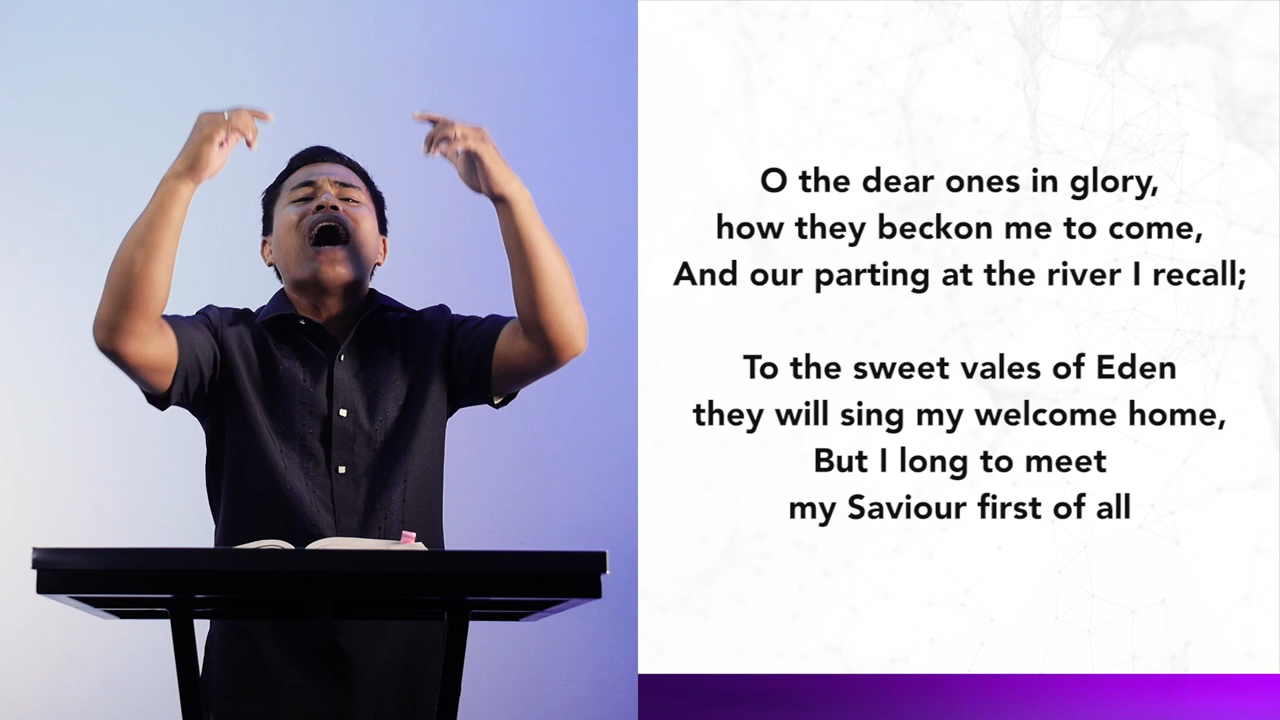 O the dear ones in glory,
how they beckon me to come,
And our parting at the river I recall;
To the sweet vales of Eden
they will sing my welcome home,
But I long to meet
my Saviour first of all